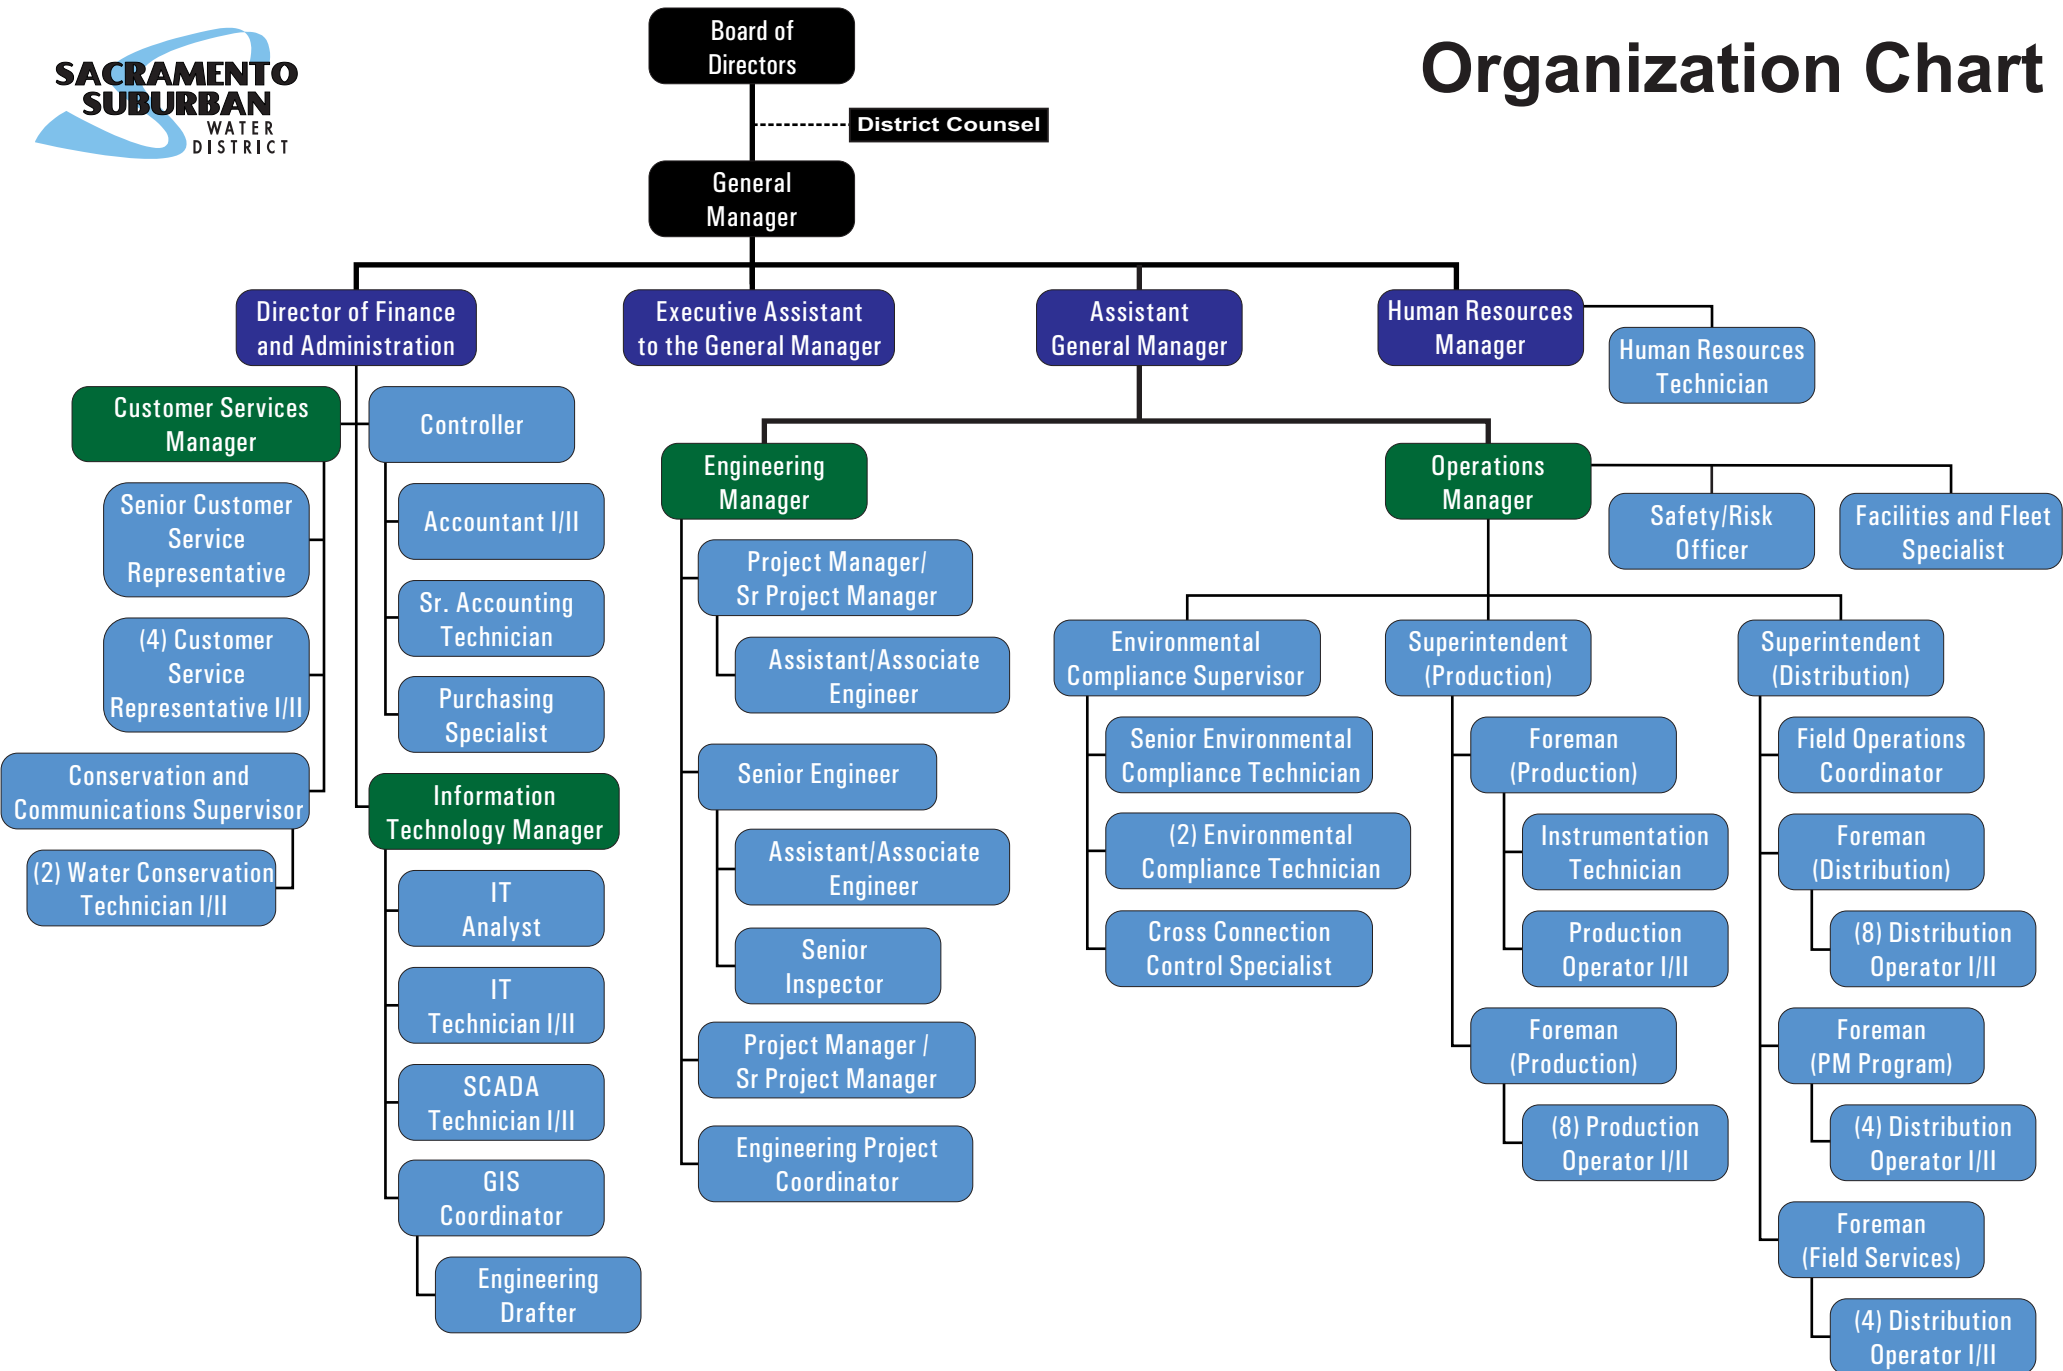 SACRAMENTO
SUBURBAN
WATER
DISTRICT
Organization Chart
Board of
Directors
District Counsel
General
Manager
Director of Finance
and Administration
Executive Assistant
to the General Manager
Assistant
General Manager
Human Resources
Manager
Human Resources
Technician
Customer Services
Manager
Senior Customer
Service
Representative
(4) Customer
Service
Representative I/II
Conservation and
Communications Supervisor
(2) Water Conservation
Technician I/II
Controller
Accountant I/II
Sr. Accounting
Technician
Purchasing
Specialist
Information
Technology Manager
IT
Analyst
IT
Technician I/II
SCADA
Technician I/II
GIS
Coordinator
Engineering
Drafter
Engineering
Manager
Project Manager/
Sr Project Manager
Assistant/Associate
Engineer
Senior Engineer
Assistant/Associate
Engineer
Senior
Inspector
Project Manager /
Sr Project Manager
Engineering Project
Coordinator
Operations
Manager
Safety/Risk
Officer
Facilities and Fleet
Specialist
Environmental
Compliance Supervisor
Senior Environmental
Compliance Technician
(2) Environmental
Compliance Technician
Cross Connection
Control Specialist
Superintendent
(Production)
Foreman
(Production)
Instrumentation
Technician
Production
Operator I/II
Foreman
(Production)
(8) Production
Operator I/II
Superintendent
(Distribution)
Field Operations
Coordinator
Foreman
(Distribution)
(8) Distribution
Operator I/II
Foreman
(PM Program)
(4) Distribution
Operator I/II
Foreman
(Field Services)
(4) Distribution
Operator I/II